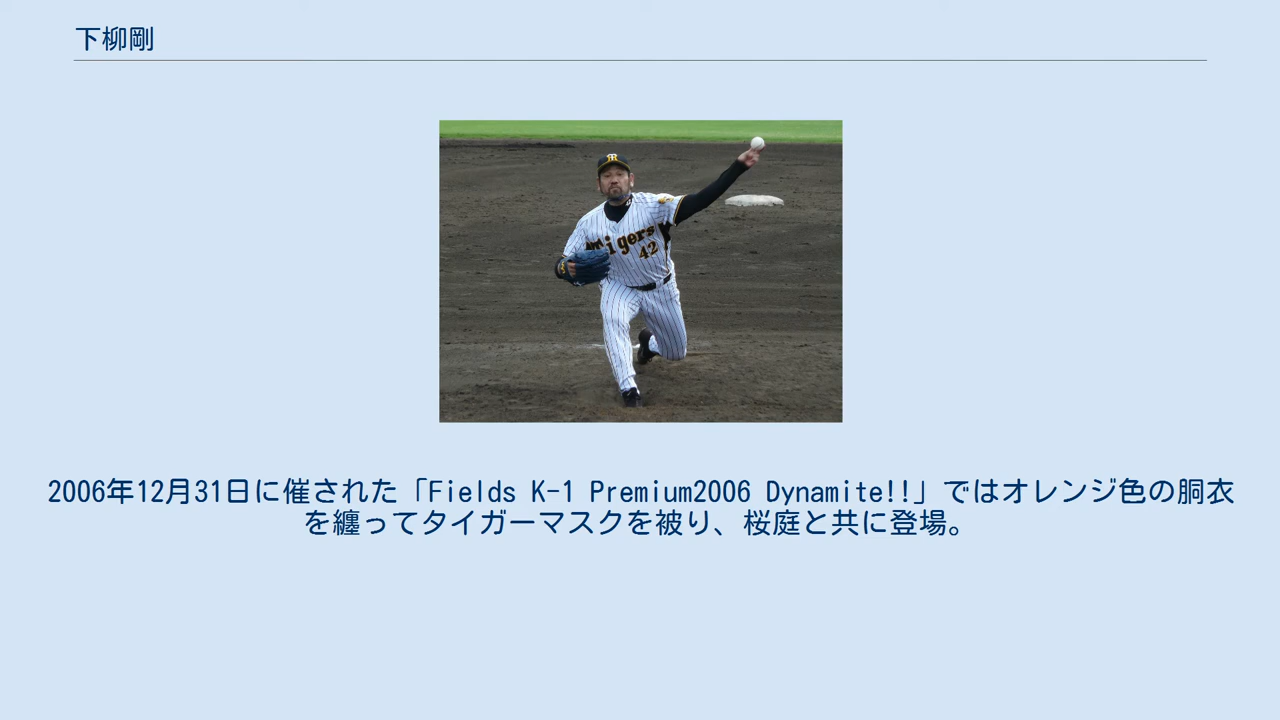 下柳剛
Tigers
42
2006年12月31日に催された「Fields K-1 Premium2006 Dynamite!!」ではオレンジ色の胴衣
を纏ってタイガーマスクを被り、桜庭と共に登場。